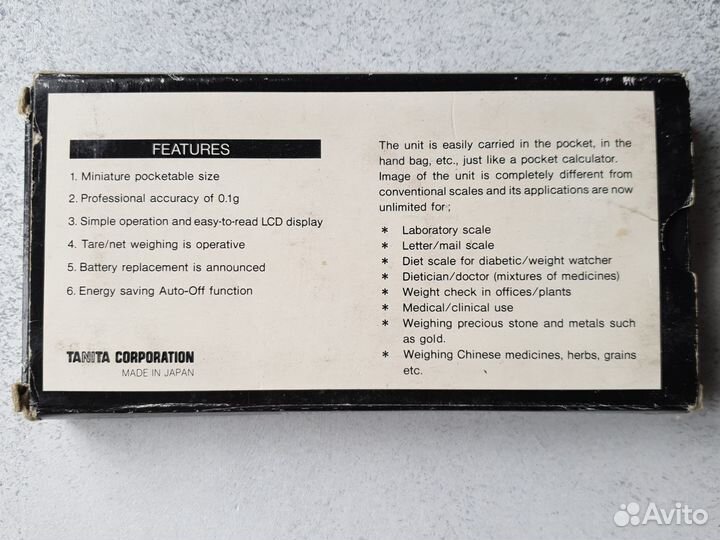 FEATURES
1. Miniature pocketable size
2. Professional accuracy of 0.1g
3. Simple operation and easy-to-read LCD display
4. Tare/net weighing is operative
5. Battery replacement is announced
6. Energy saving Auto-Off function
TANITA CORPORATION
MADE IN JAPAN
The unit is easily carried in the pocket, in the
hand bag, etc., just like a pocket calculator.
Image of the unit is completely different from
conventional scales and its applications are now
unlimited for;
* Laboratory scale
* Letter/mail scale
* Diet scale for diabetic/weight watcher
* Dietician/doctor (mixtures of medicines)
* Weight check in offices/plants
* Medical/clinical use
* Weighing precious stone and metals such
as gold.
* Weighing Chinese medicines, herbs, grains
etc.
Avito